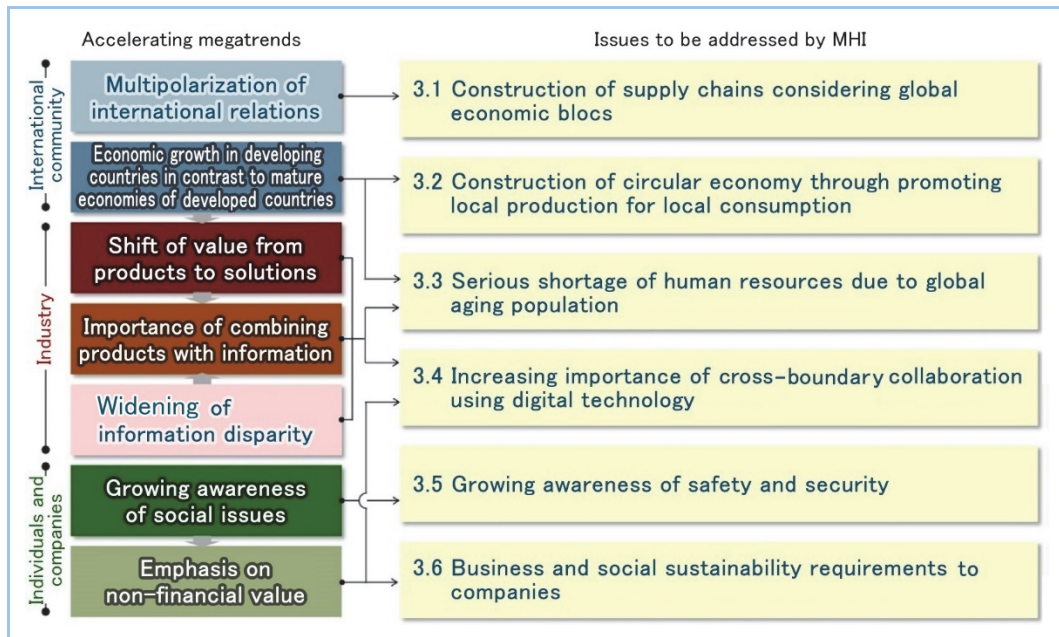 Accelerating megatrends
Issues to be addressed by MHI
International
community
Multipolarization of
international relations
3.1 Construction of supply chains considering global
economic blocs
Economic growth in developing
countries in contrast to mature
economies of developed countries
3.2 Construction of circular economy through promoting
local production for local consumption
Industry
Shift of value from
products to solutions
3.3 Serious shortage of human resources due to global
aging population
Importance of combining
products with information
3.4 Increasing importance of cross-boundary collaboration
using digital technology
Widening of
information disparity
Individuals and
companies
Growing awareness
of social issues
3.5 Growing awareness of safety and security
Emphasis on
non-financial value
3.6 Business and social sustainability requirements to
companies